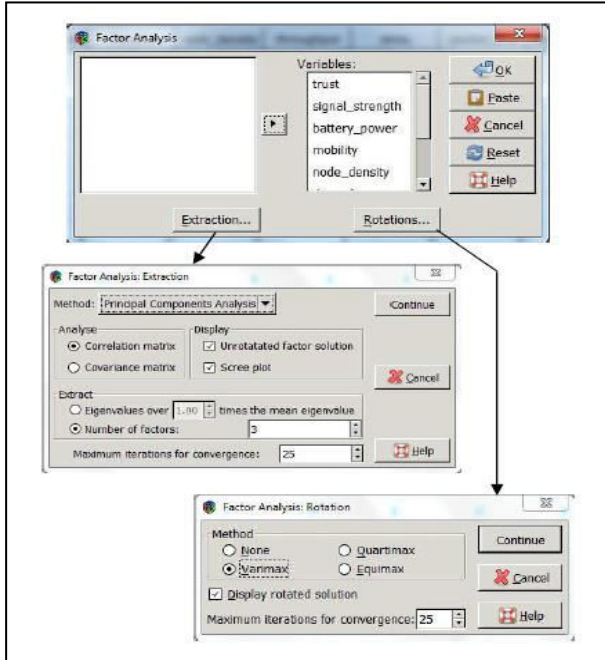 Factor Analysis
Variables:
trust
signal_strength
battery_power
mobility
node_density
OK
Paste
Cancel
Reset
Help
Extraction...
Rotations...
Factor Analysis: Extraction
Method: Principal Components Analysis
Continue
Analyse
Correlation matrix
Covariance matrix
Display
Unrotatated factor solution
Scree plot
Cancel
Extract
Eigenvalues over 1.00 times the mean eigenvalue
Number of factors: 3
Maximum iterations for convergence: 25
Help
Factor Analysis: Rotation
Method
None
Quartimax
Varimax
Equimax
Continue
Cancel
Display rotated solution
Maximum iterations for convergence: 25
Help